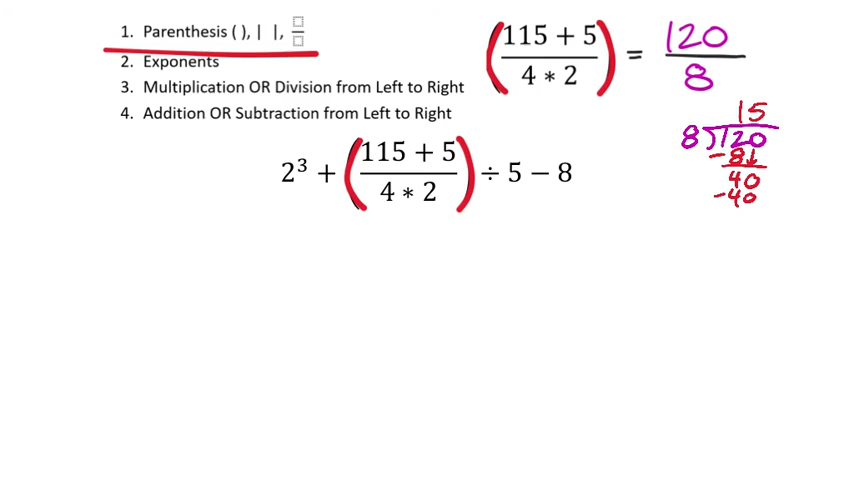 1. Parenthesis ( ), | |, □/□
2. Exponents
3. Multiplication OR Division from Left to Right
4. Addition OR Subtraction from Left to Right
(115 + 5 / 4 ∗ 2) = 120 / 8
15
8)120
-8↓
40
-40
2³ + (115 + 5 / 4 ∗ 2) ÷ 5 − 8